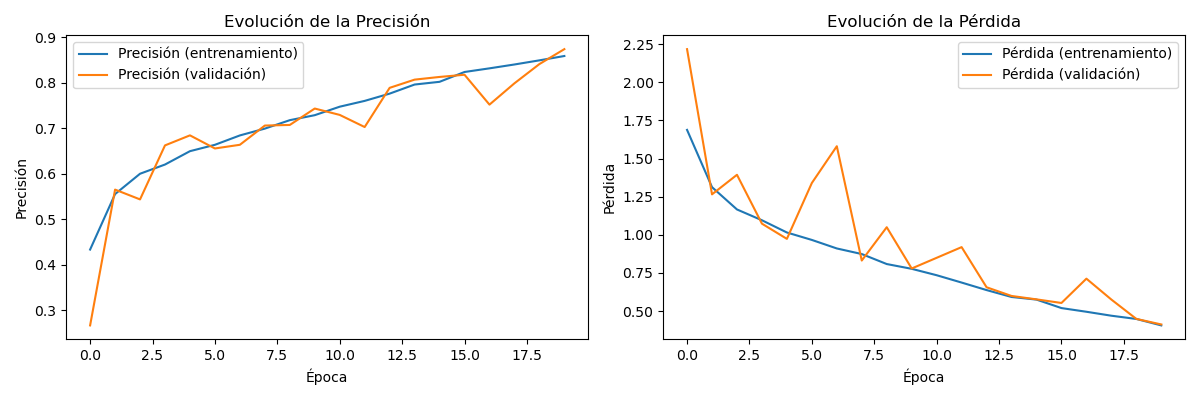 Evolución de la Precisión
Precisión (entrenamiento)
Precisión (validación)
Precisión
0.9
0.8
0.7
0.6
0.5
0.4
0.3
0.0 2.5 5.0 7.5 10.0 12.5 15.0 17.5
Época
Evolución de la Pérdida
Pérdida (entrenamiento)
Pérdida (validación)
Pérdida
2.25
2.00
1.75
1.50
1.25
1.00
0.75
0.50
0.0 2.5 5.0 7.5 10.0 12.5 15.0 17.5
Época